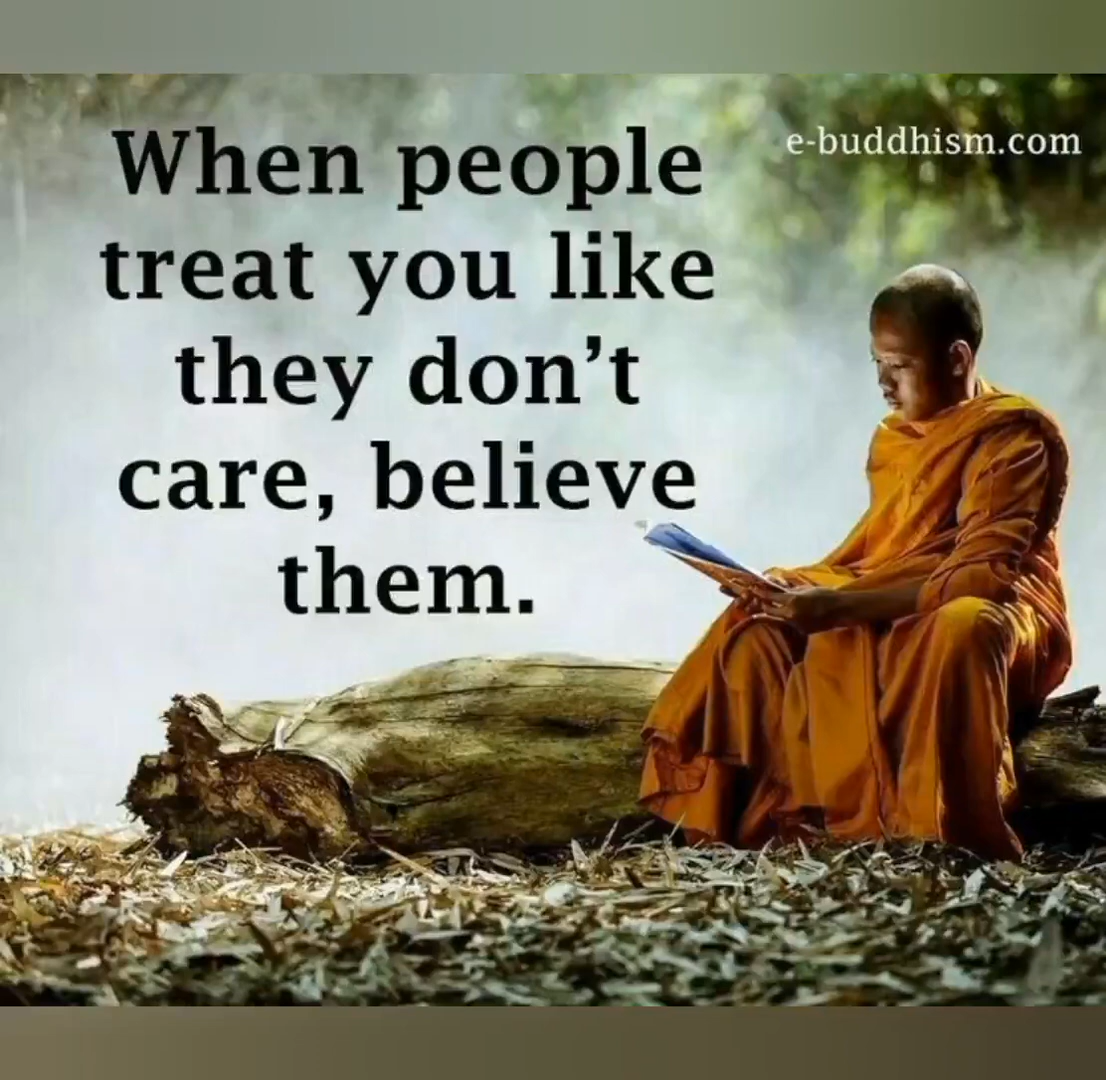 e-buddhism.com
When people
treat you like
they don’t
care, believe
them.